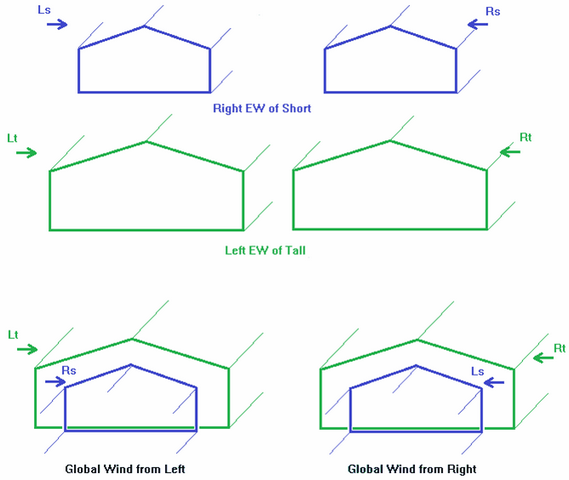 Ls
Rs
Right EW of Short
Lt
Rt
Left EW of Tall
Lt
Rs
Ls
Rt
Global Wind from Left
Global Wind from Right